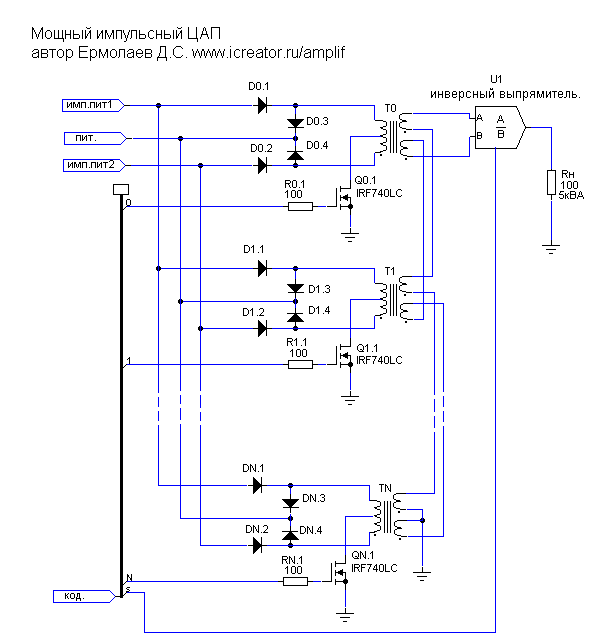 Мощный импульсный ЦАП
автор Ермолаев Д.С. www.icreator.ru/amplif
U1
инверсный выпрямитель.
D0.1
T0
имп.пит1
A
A
B
B
D0.3
пит.
D0.4
имп.пит2
D0.2
Rн
100
5кВА
R0.1
100
Q0.1
IRF740LC
0
D1.1
T1
D1.3
D1.2
D1.4
R1.1
100
Q1.1
IRF740LC
1
DN.1
TN
DN.3
DN.2
DN.4
RN.1
100
QN.1
IRF740LC
N
s
код.